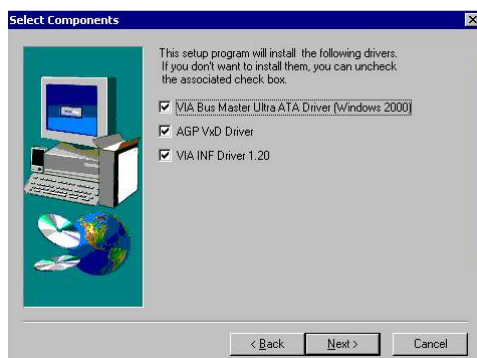 Select Components
This setup program will install the following drivers.
If you don't want to install them, you can uncheck
the associated check box.
VIA Bus Master Ultra ATA Driver (Windows 2000)
AGP VxD Driver
VIA INF Driver 1.20
< Back
Next >
Cancel